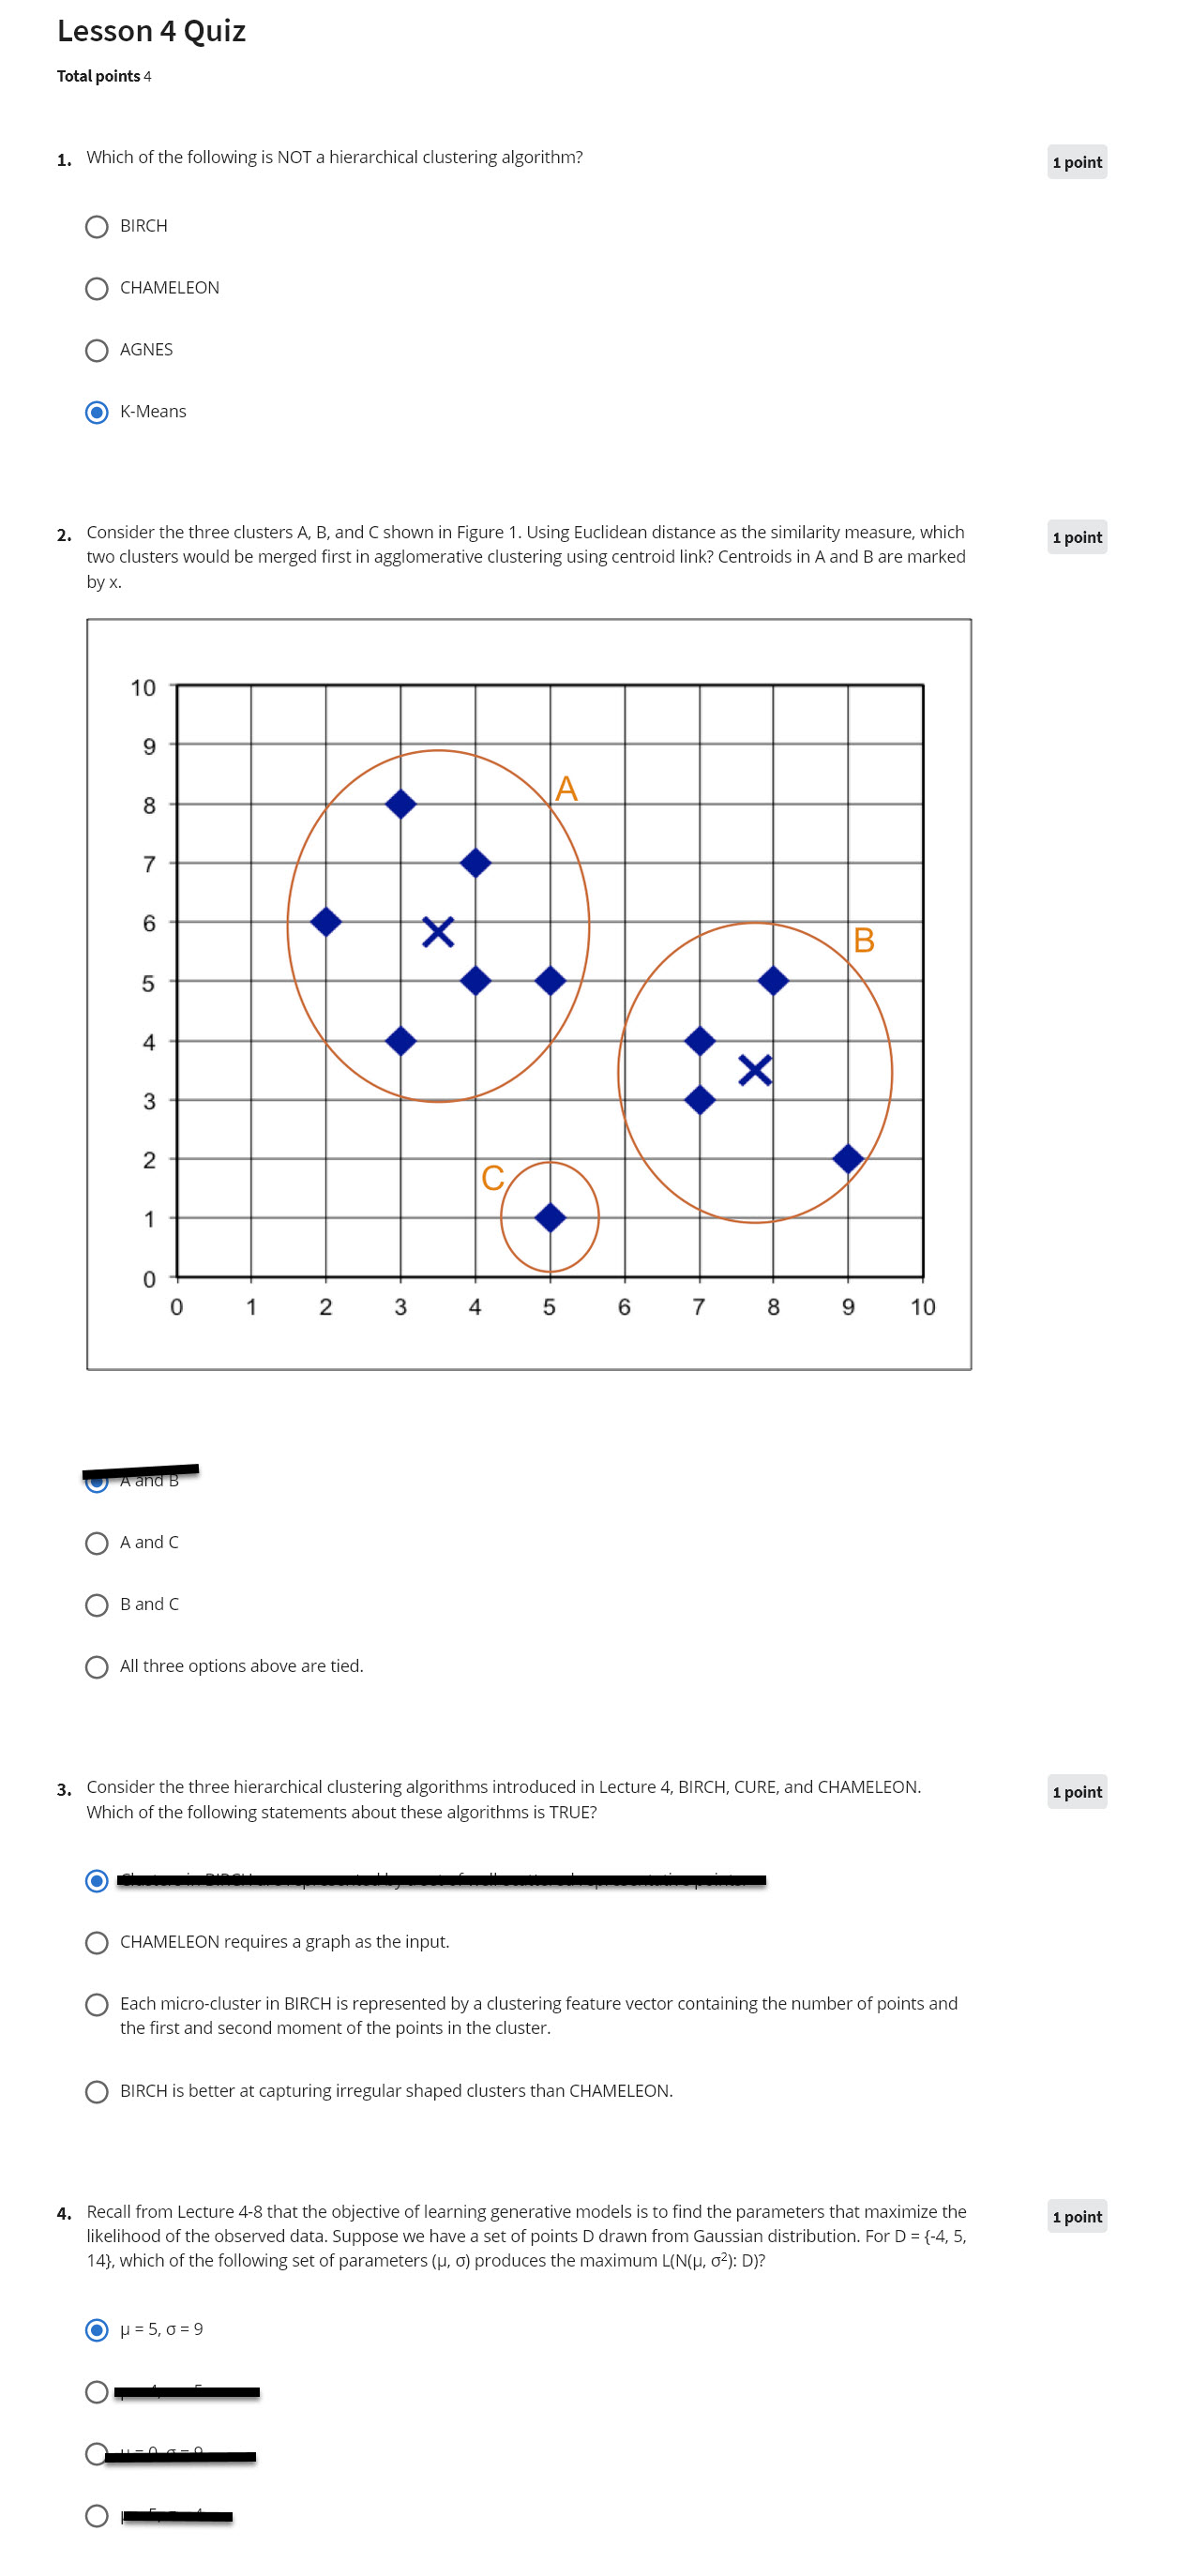 Lesson 4 Quiz
Total points 4
1. Which of the following is NOT a hierarchical clustering algorithm?
1 point
BIRCH
CHAMELEON
AGNES
K-Means
2. Consider the three clusters A, B, and C shown in Figure 1. Using Euclidean distance as the similarity measure, which
1 point
two clusters would be merged first in agglomerative clustering using centroid link? Centroids in A and B are marked
by x.
10
9
A
8
7
6
B
5
4
3
2
C
1
0
0 1 2 3 4 5 6 7 8 9 10
A and B
A and C
B and C
All three options above are tied.
3. Consider the three hierarchical clustering algorithms introduced in Lecture 4, BIRCH, CURE, and CHAMELEON.
1 point
Which of the following statements about these algorithms is TRUE?
CHAMELEON requires a graph as the input.
Each micro-cluster in BIRCH is represented by a clustering feature vector containing the number of points and
the first and second moment of the points in the cluster.
BIRCH is better at capturing irregular shaped clusters than CHAMELEON.
4. Recall from Lecture 4-8 that the objective of learning generative models is to find the parameters that maximize the
1 point
likelihood of the observed data. Suppose we have a set of points D drawn from Gaussian distribution. For D = {-4, 5,
14}, which of the following set of parameters (μ, σ) produces the maximum L(N(μ, σ²): D)?
μ = 5, σ = 9